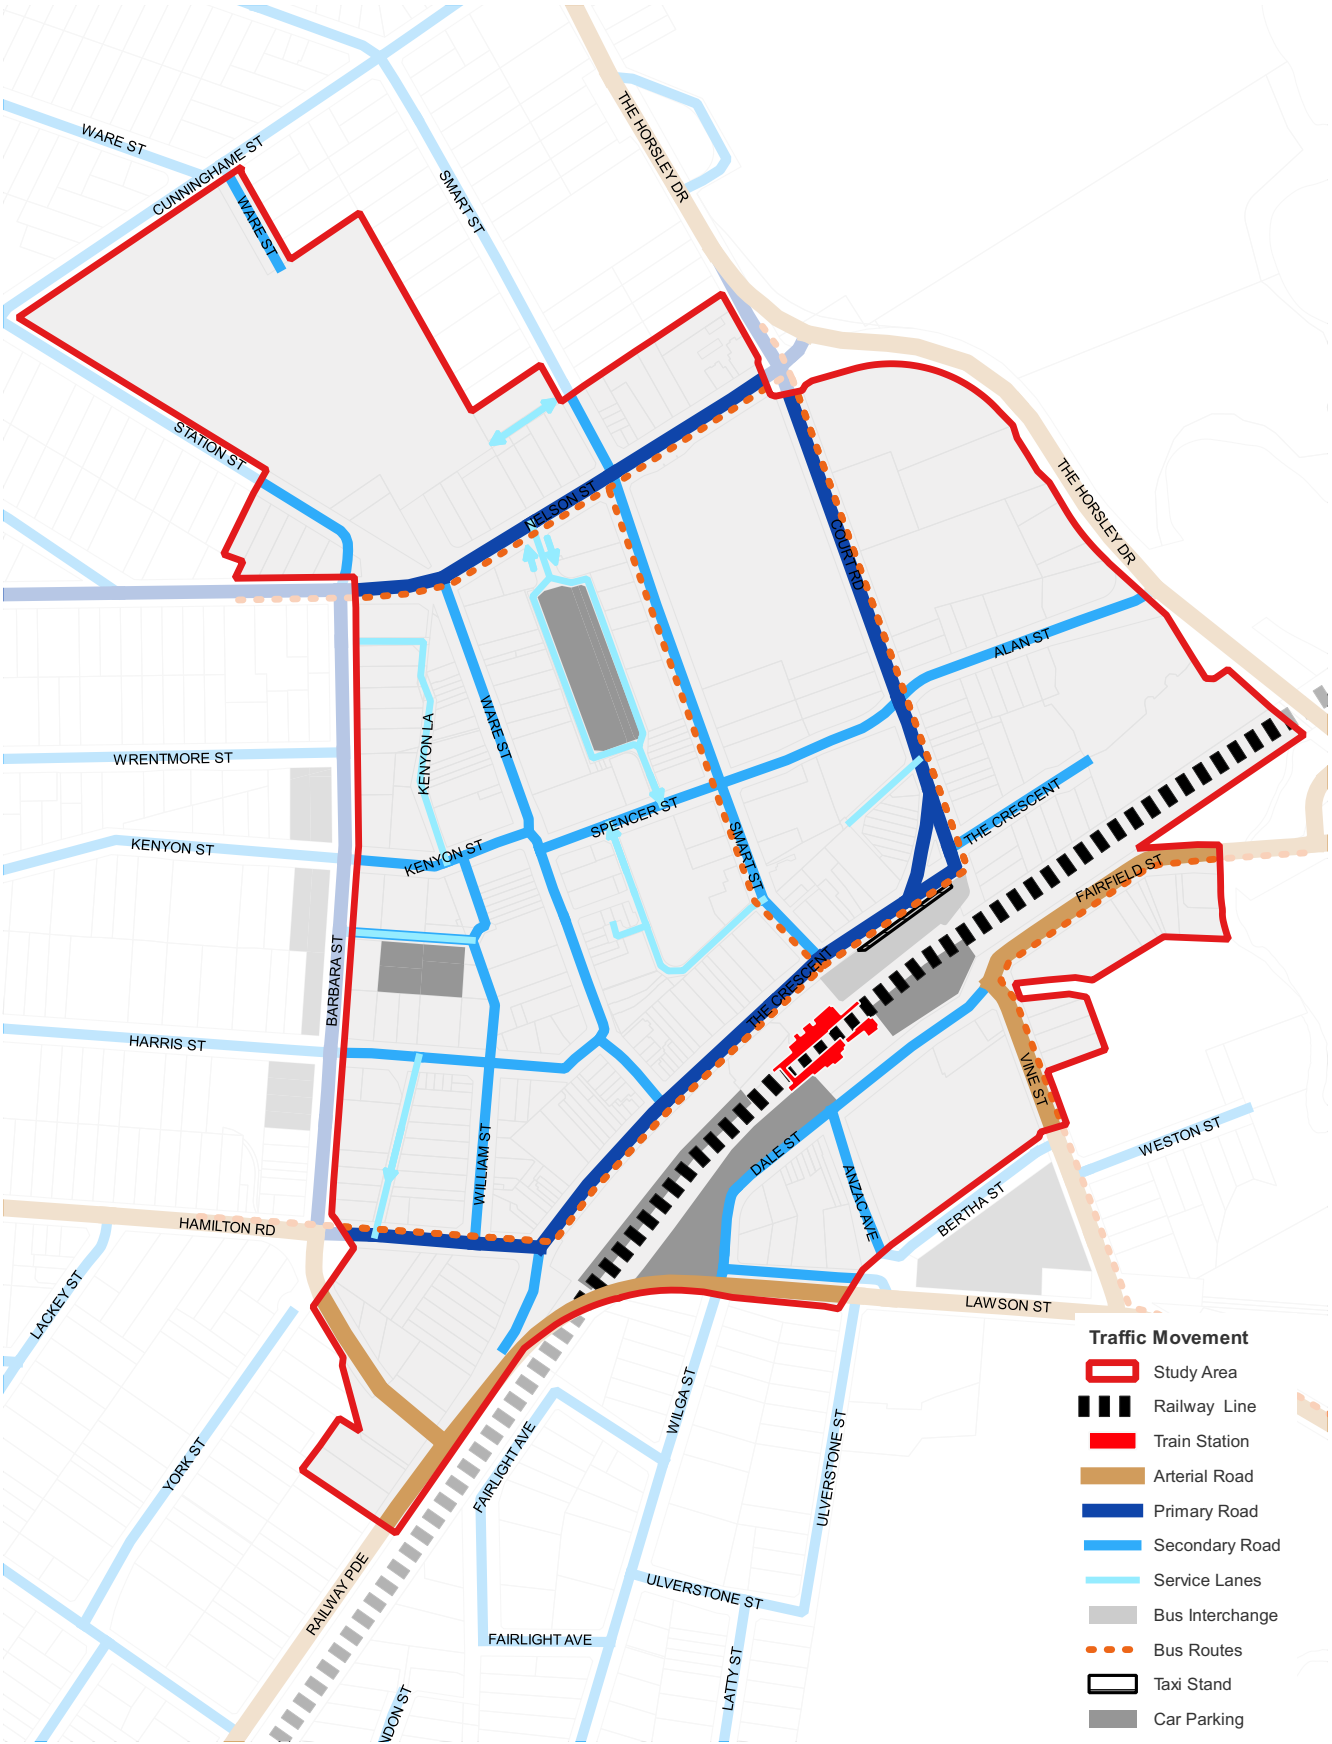 THE HORSLEY DR
WARE ST
CUNNINGHAME ST
SMART ST
WARE ST
STATION ST
THE HORSLEY DR
NELSON ST
COURT RD
ALAN ST
WARE ST
KENYON LA
WRENTMORE ST
SPENCER ST
THE CRESCENT
SMART ST
KENYON ST
KENYON ST
FAIRFIELD ST
BARBARA ST
THE CRESCENT
HARRIS ST
VINE ST
WESTON ST
DALE ST
WILLIAM ST
ANZAC AVE
BERTHA ST
HAMILTON RD
LACKEY ST
LAWSON ST
WILGA ST
YORK ST
FAIRLIGHT AVE
ULVERSTONE ST
RAILWAY PDE
ULVERSTONE ST
FAIRLIGHT AVE
LATTY ST
NDON ST
Traffic Movement
Study Area
Railway Line
Train Station
Arterial Road
Primary Road
Secondary Road
Service Lanes
Bus Interchange
Bus Routes
Taxi Stand
Car Parking